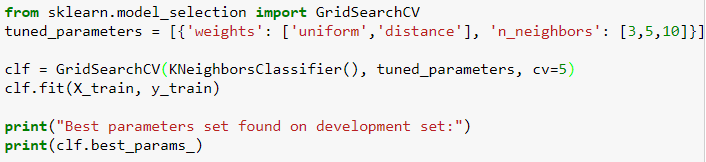 from sklearn.model_selection import GridSearchCV
tuned_parameters = [{'weights': ['uniform','distance'], 'n_neighbors': [3,5,10]}]
clf = GridSearchCV(KNeighborsClassifier(), tuned_parameters, cv=5)
clf.fit(X_train, y_train)
print("Best parameters set found on development set:")
print(clf.best_params_)